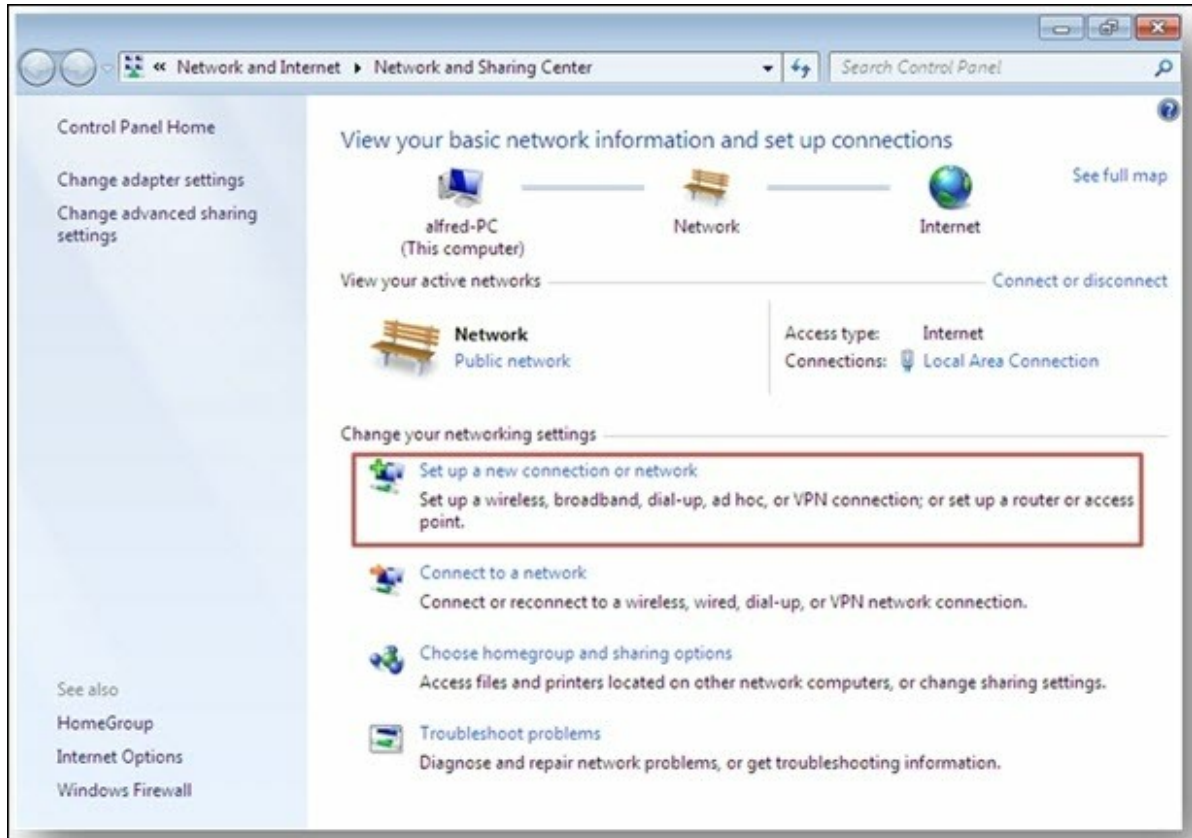 « Network and Internet ▸ Network and Sharing Center
Search Control Panel
Control Panel Home
Change adapter settings
Change advanced sharing
settings
See also
HomeGroup
Internet Options
Windows Firewall
View your basic network information and set up connections
See full map
alfred-PC
(This computer)
Network
Internet
View your active networks
Connect or disconnect
Network
Public network
Access type: Internet
Connections: Local Area Connection
Change your networking settings
Set up a new connection or network
Set up a wireless, broadband, dial-up, ad hoc, or VPN connection; or set up a router or access
point.
Connect to a network
Connect or reconnect to a wireless, wired, dial-up, or VPN network connection.
Choose homegroup and sharing options
Access files and printers located on other network computers, or change sharing settings.
Troubleshoot problems
Diagnose and repair network problems, or get troubleshooting information.